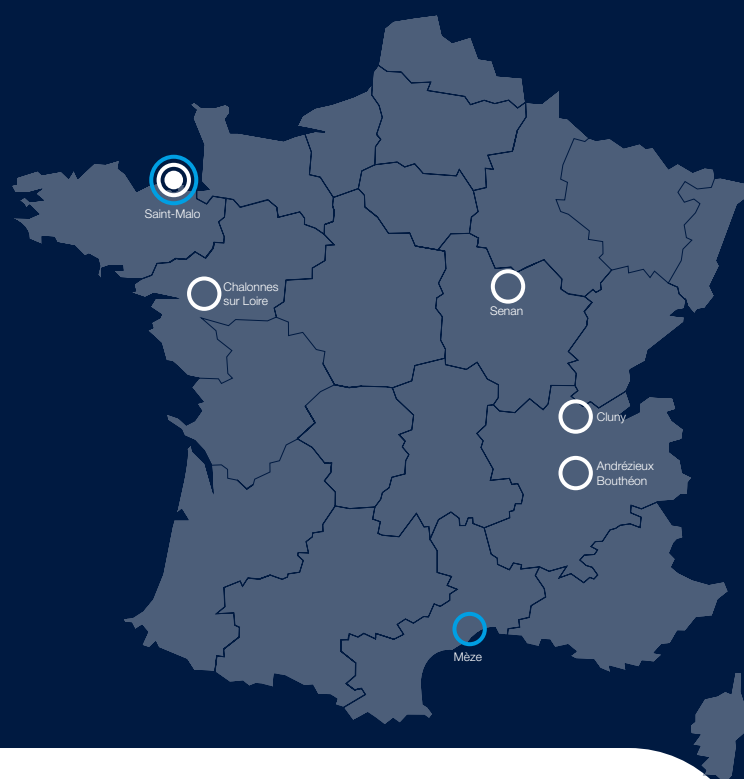 Saint-Malo
Chalonnes
sur Loire
Senan
Cluny
Andrézieux
Bouthéon
Mèze